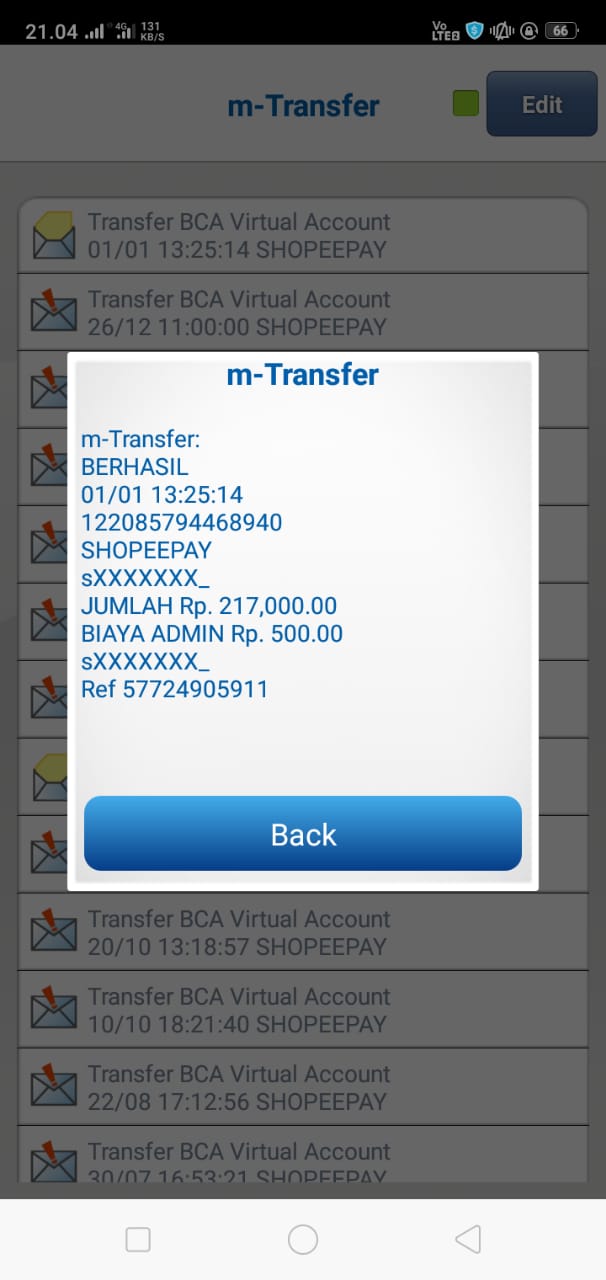 21.04
4G
131
KB/S
Vo
LTE2
66
m-Transfer
Edit
Transfer BCA Virtual Account
01/01 13:25:14 SHOPEEPAY
Transfer BCA Virtual Account
26/12 11:00:00 SHOPEEPAY
m-Transfer
m-Transfer:
BERHASIL
01/01 13:25:14
122085794468940
SHOPEEPAY
sXXXXXXX_
JUMLAH Rp. 217,000.00
BIAYA ADMIN Rp. 500.00
sXXXXXXX_
Ref 57724905911
Back
Transfer BCA Virtual Account
20/10 13:18:57 SHOPEEPAY
Transfer BCA Virtual Account
10/10 18:21:40 SHOPEEPAY
Transfer BCA Virtual Account
22/08 17:12:56 SHOPEEPAY
Transfer BCA Virtual Account
30/07 16:53:21 SHOPEEPAY